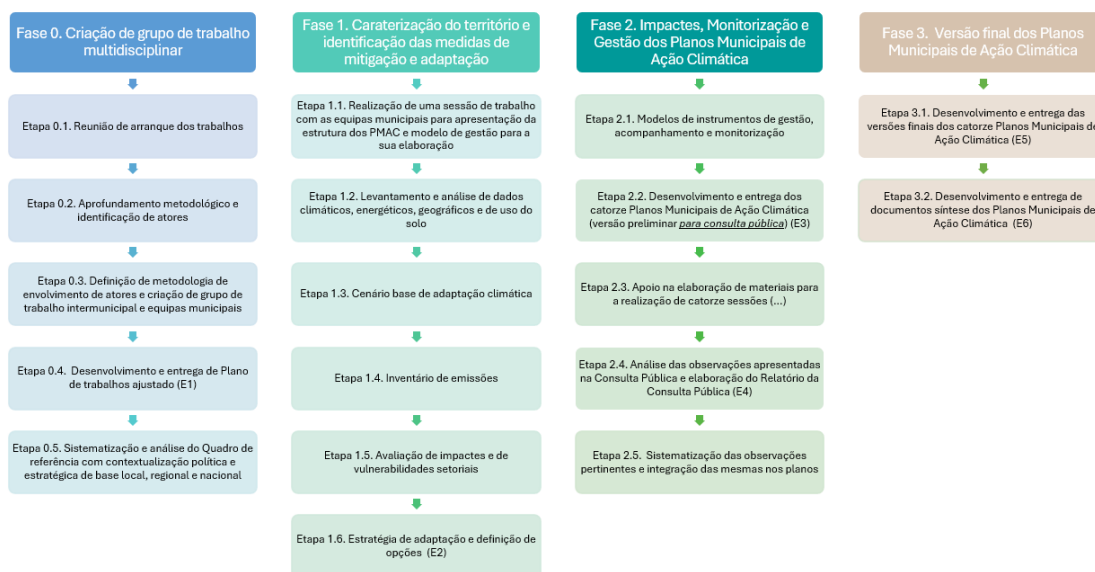 Fase 0. Criação de grupo de trabalho
multidisciplinar
Etapa 0.1. Reunião de arranque dos trabalhos
Etapa 0.2. Aprofundamento metodológico e
identificação de atores
Etapa 0.3. Definição de metodologia de
envolvimento de atores e criação de grupo de
trabalho intermunicipal e equipas municipais
Etapa 0.4. Desenvolvimento e entrega de Plano
de trabalhos ajustado (E1)
Etapa 0.5. Sistematização e análise do Quadro de
referência com contextualização política e
estratégica de base local, regional e nacional
Fase 1. Caraterização do território e
identificação das medidas de
mitigação e adaptação
Etapa 1.1. Realização de uma sessão de trabalho
com as equipas municipais para apresentação da
estrutura dos PMAC e modelo de gestão para a
sua elaboração
Etapa 1.2. Levantamento e análise de dados
climáticos, energéticos, geográficos e de uso do
solo
Etapa 1.3. Cenário base de adaptação climática
Etapa 1.4. Inventário de emissões
Etapa 1.5. Avaliação de impactes e de
vulnerabilidades setoriais
Etapa 1.6. Estratégia de adaptação e definição de
opções (E2)
Fase 2. Impactes, Monitorização e
Gestão dos Planos Municipais de
Ação Climática
Etapa 2.1. Modelos de instrumentos de gestão,
acompanhamento e monitorização
Etapa 2.2. Desenvolvimento e entrega dos
catorze Planos Municipais de Ação Climática
(versão preliminar para consulta pública) (E3)
Etapa 2.3. Apoio na elaboração de materiais para
a realização de catorze sessões (...)
Etapa 2.4. Análise das observações apresentadas
na Consulta Pública e elaboração do Relatório da
Consulta Pública (E4)
Etapa 2.5. Sistematização das observações
pertinentes e integração das mesmas nos planos
Fase 3. Versão final dos Planos
Municipais de Ação Climática
Etapa 3.1. Desenvolvimento e entrega das
versões finais dos catorze Planos Municipais de
Ação Climática (E5)
Etapa 3.2. Desenvolvimento e entrega de
documentos síntese dos Planos Municipais de
Ação Climática (E6)